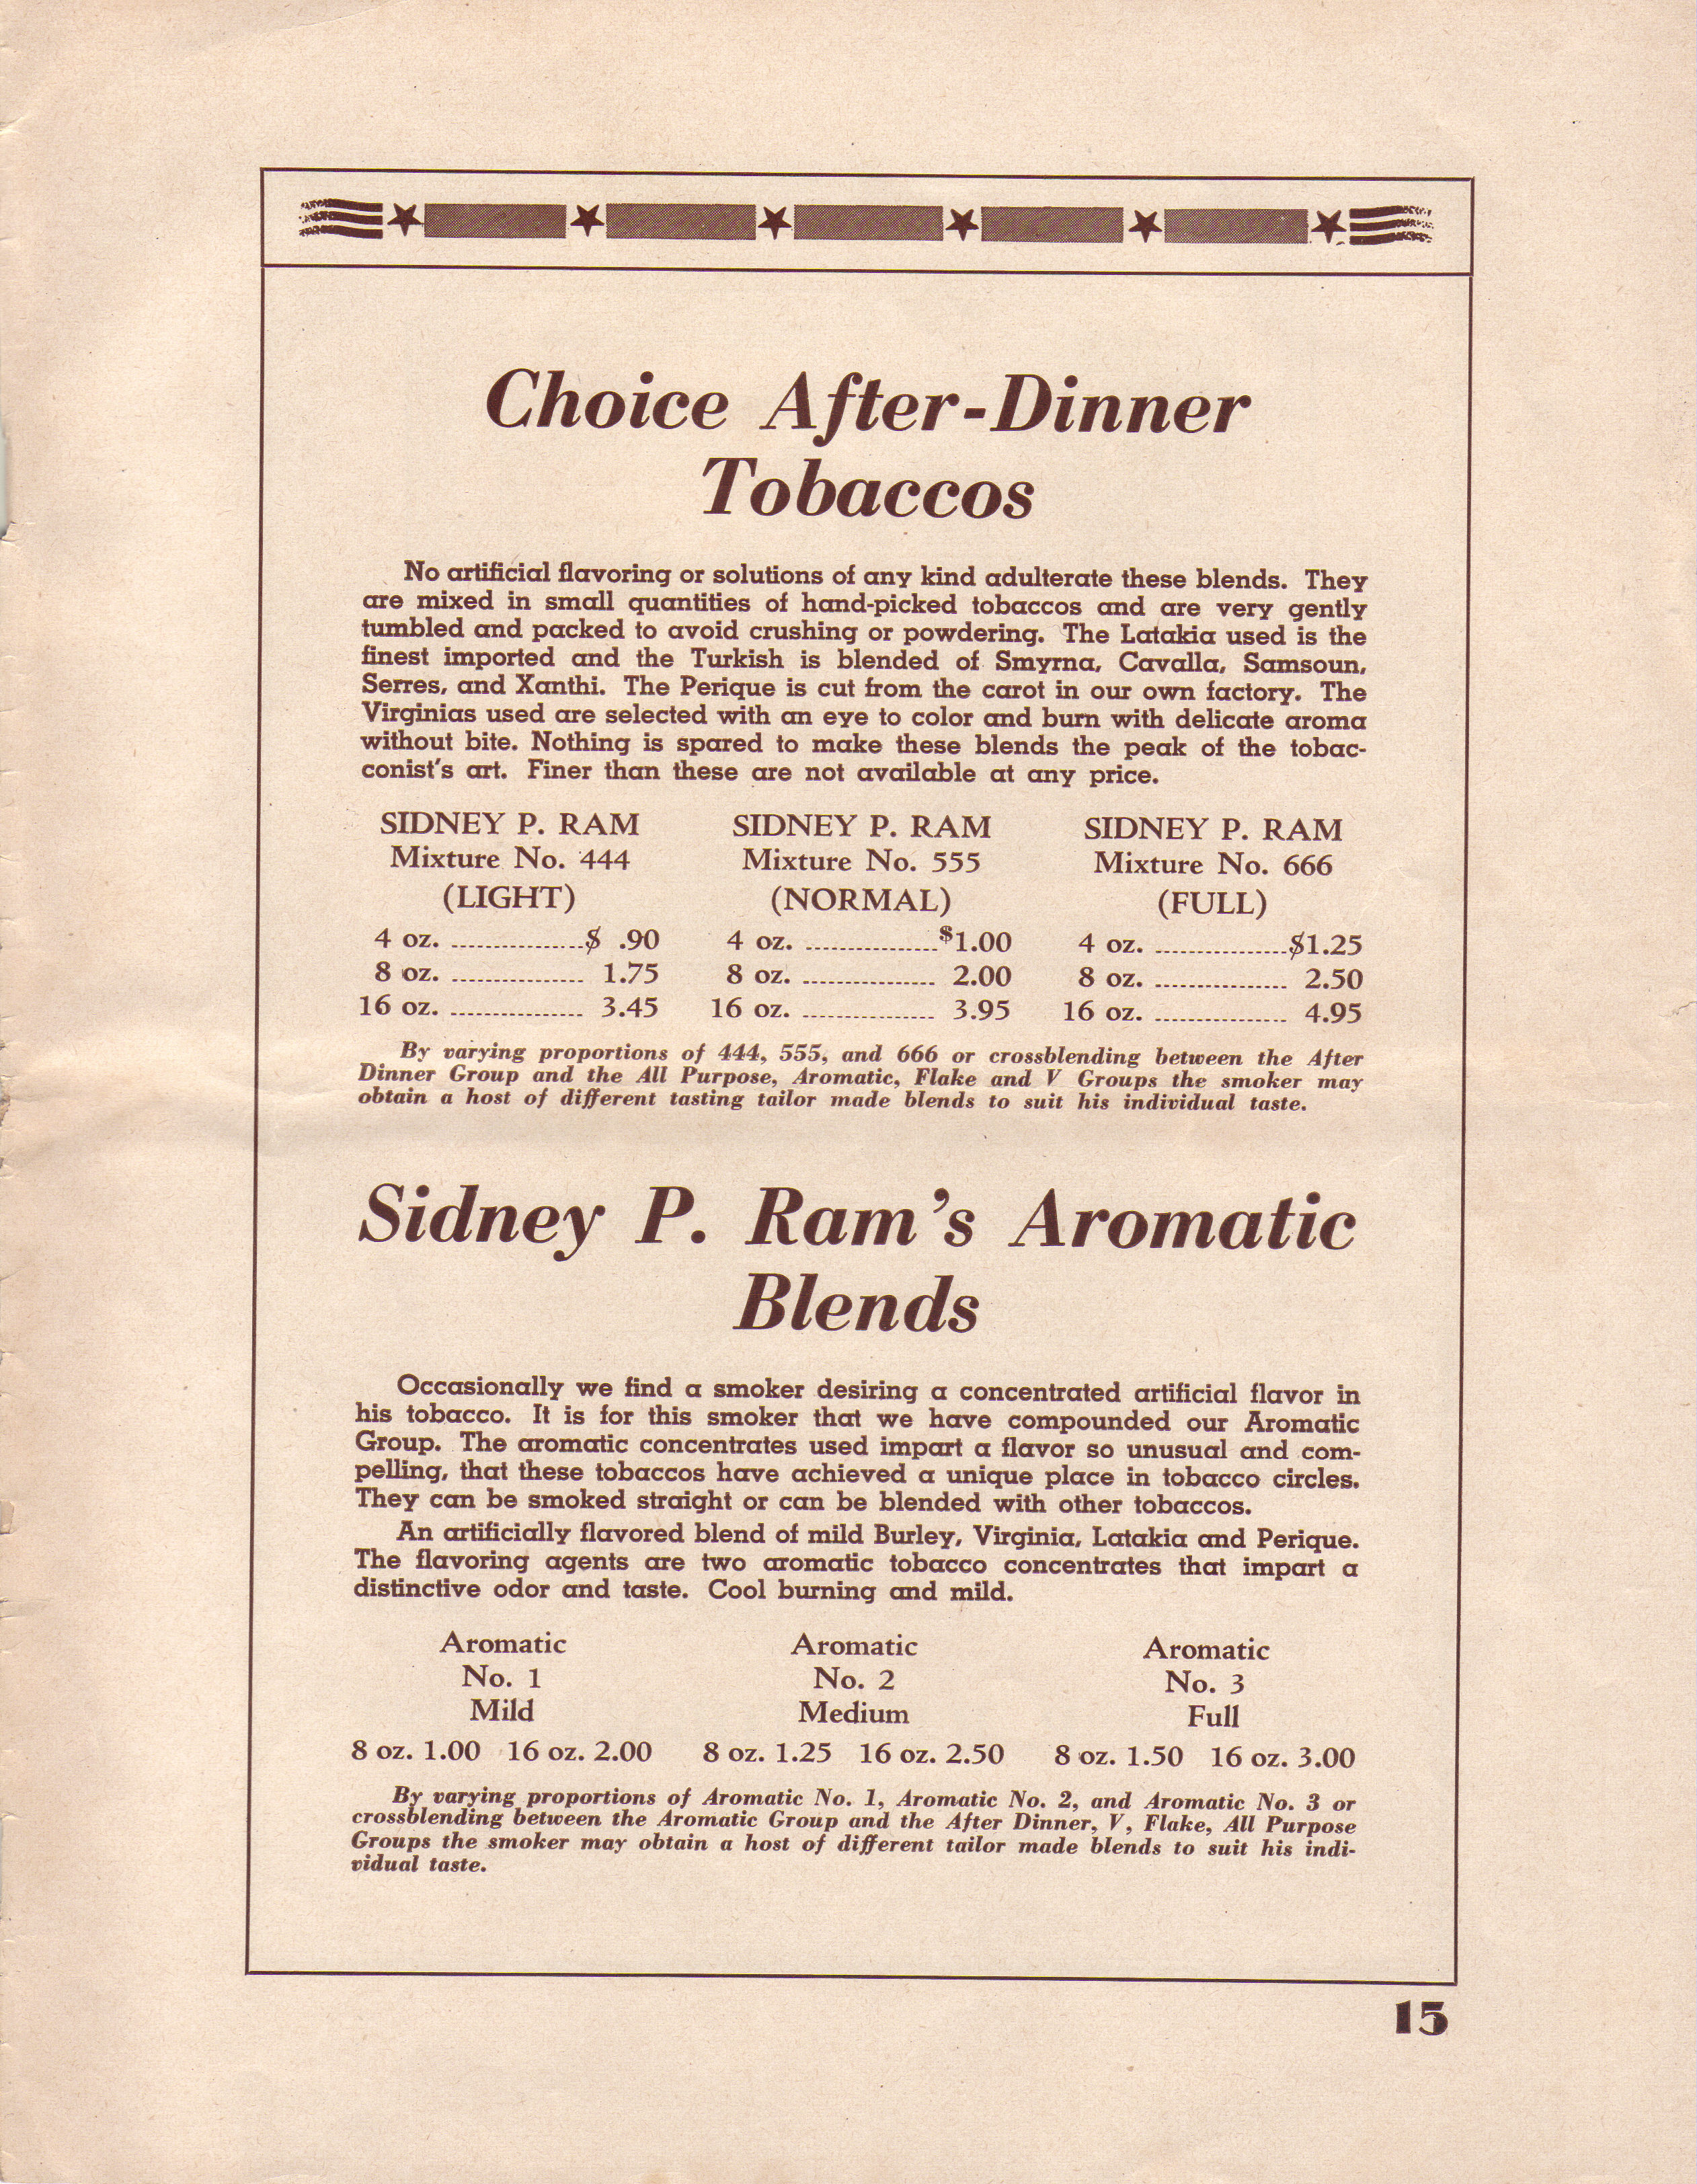 Choice After-Dinner
Tobaccos
No artificial flavoring or solutions of any kind adulterate these blends. They
are mixed in small quantities of hand-picked tobaccos and are very gently
tumbled and packed to avoid crushing or powdering. The Latakia used is the
finest imported and the Turkish is blended of Smyrna, Cavalla, Samsoun,
Serres, and Xanthi. The Perique is cut from the carot in our own factory. The
Virginias used are selected with an eye to color and burn with delicate aroma
without bite. Nothing is spared to make these blends the peak of the tobac-
conist's art. Finer than these are not available at any price.
SIDNEY P. RAM SIDNEY P. RAM SIDNEY P. RAM
Mixture No. 444 Mixture No. 555 Mixture No. 666
(LIGHT) (NORMAL) (FULL)
4 oz. ................$ .90 4 oz. ................$1.00 4 oz. ................$1.25
8 oz. ................ 1.75 8 oz. ................ 2.00 8 oz. ................ 2.50
16 oz. ................ 3.45 16 oz. ................ 3.95 16 oz. ................ 4.95
By varying proportions of 444, 555, and 666 or crossblending between the After
Dinner Group and the All Purpose, Aromatic, Flake and V Groups the smoker may
obtain a host of different tasting tailor made blends to suit his individual taste.
Sidney P. Ram's Aromatic
Blends
Occasionally we find a smoker desiring a concentrated artificial flavor in
his tobacco. It is for this smoker that we have compounded our Aromatic
Group. The aromatic concentrates used impart a flavor so unusual and com-
pelling, that these tobaccos have achieved a unique place in tobacco circles.
They can be smoked straight or can be blended with other tobaccos.
An artificially flavored blend of mild Burley, Virginia, Latakia and Perique.
The flavoring agents are two aromatic tobacco concentrates that impart a
distinctive odor and taste. Cool burning and mild.
Aromatic Aromatic Aromatic
No. 1 No. 2 No. 3
Mild Medium Full
8 oz. 1.00 16 oz. 2.00 8 oz. 1.25 16 oz. 2.50 8 oz. 1.50 16 oz. 3.00
By varying proportions of Aromatic No. 1, Aromatic No. 2, and Aromatic No. 3 or
crossblending between the Aromatic Group and the After Dinner, V, Flake, All Purpose
Groups the smoker may obtain a host of different tailor made blends to suit his indi-
vidual taste.
15